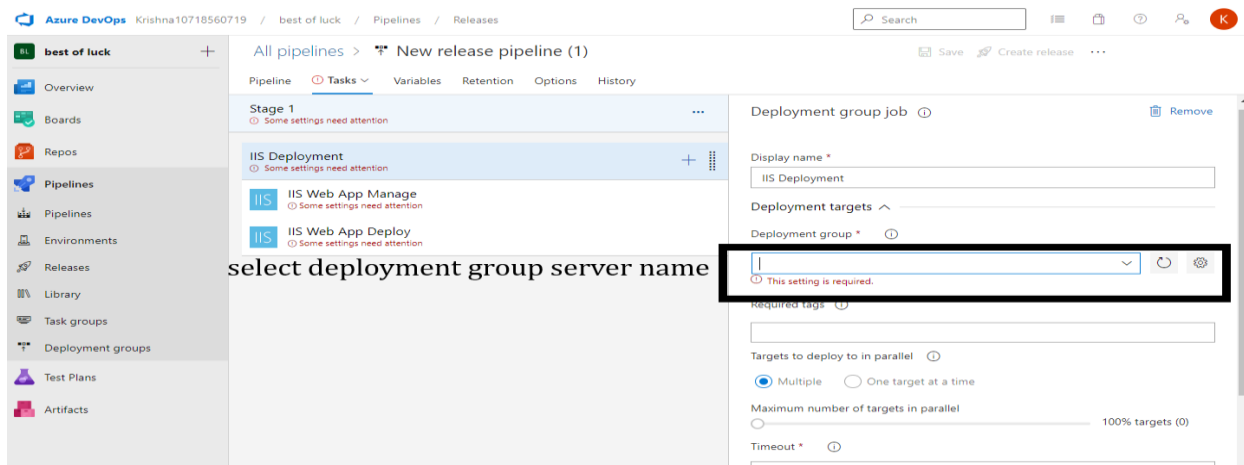 Azure DevOps Krishna10718560719 / best of luck / Pipelines / Releases
Search
K
BL best of luck
Overview
Boards
Repos
Pipelines
Pipelines
Environments
Releases
Library
Task groups
Deployment groups
Test Plans
Artifacts
All pipelines > New release pipeline (1)
Save Create release ...
Pipeline Tasks Variables Retention Options History
Stage 1
Some settings need attention
IIS Deployment
Some settings need attention
IIS IIS Web App Manage
Some settings need attention
IIS IIS Web App Deploy
Some settings need attention
select deployment group server name
Deployment group job
Remove
Display name *
IIS Deployment
Deployment targets
Deployment group *
This setting is required.
Required tags
Targets to deploy to in parallel
Multiple One target at a time
Maximum number of targets in parallel
100% targets (0)
Timeout *